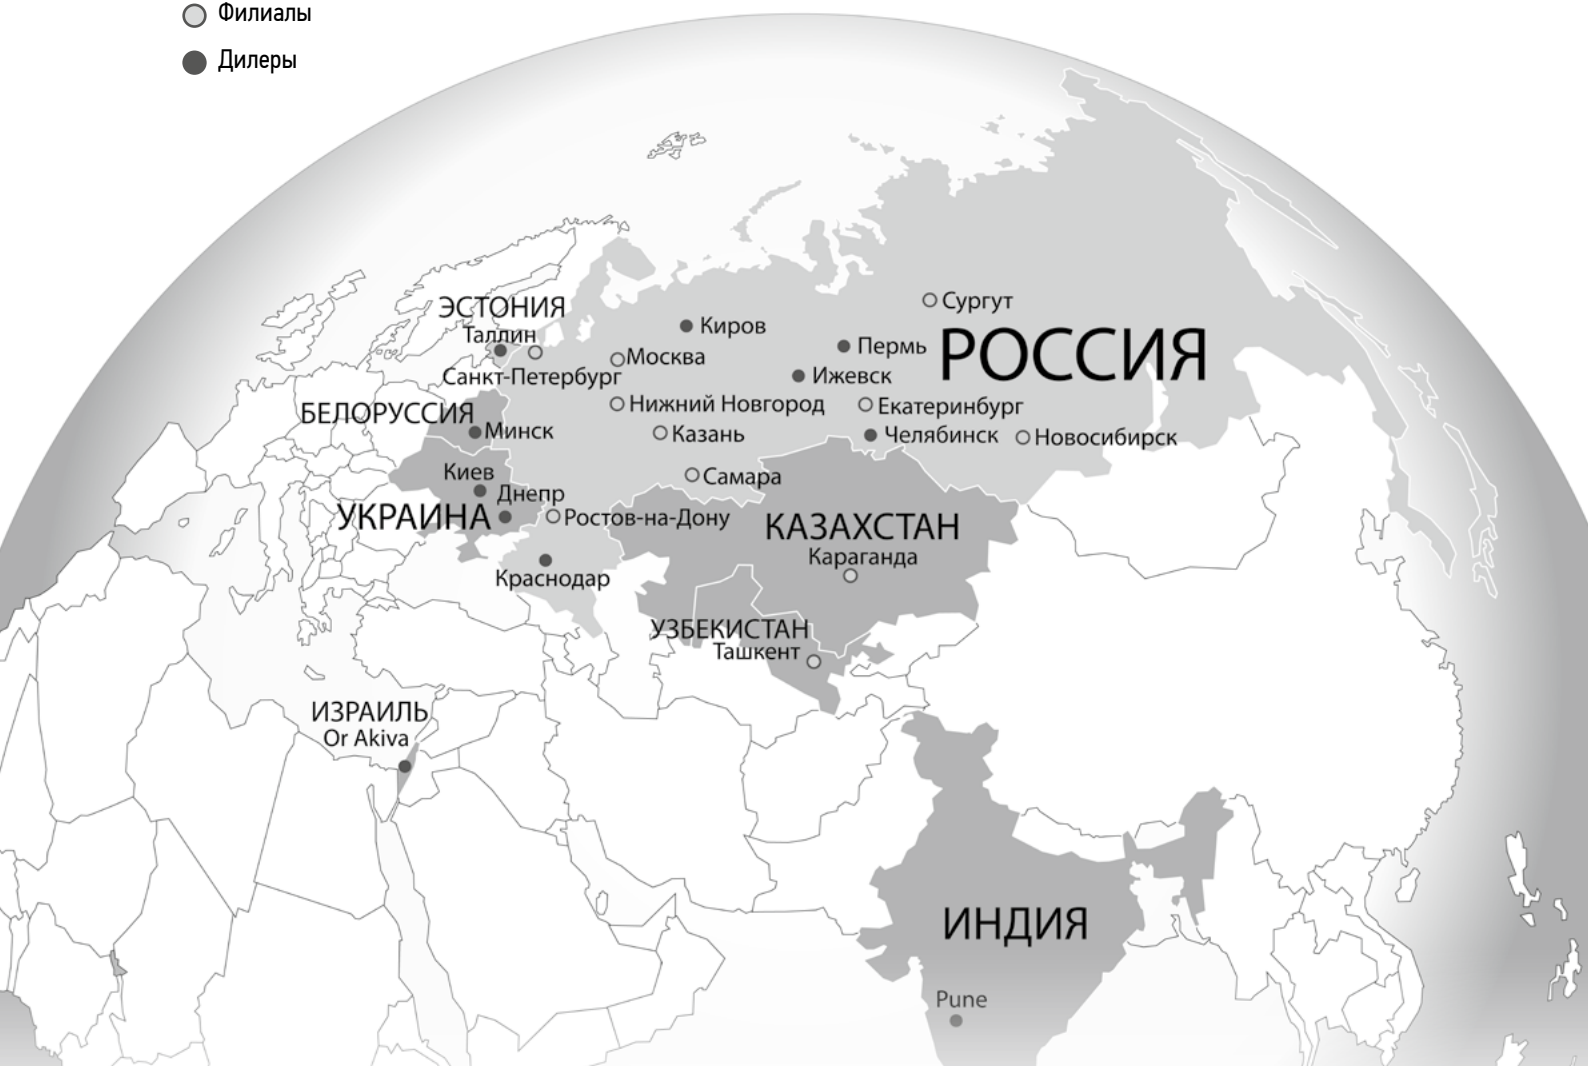 Филиалы
Дилеры
Сургут
ЭСТОНИЯ
Таллин
Киров
РОССИЯ
Пермь
Москва
Санкт-Петербург
Ижевск
Нижний Новгород
Екатеринбург
БЕЛОРУССИЯ
Минск
Казань
Челябинск
Новосибирск
Киев
Самара
Днепр
УКРАИНА
Ростов-на-Дону
КАЗАХСТАН
Караганда
Краснодар
УЗБЕКИСТАН
Ташкент
ИЗРАИЛЬ
Or Akiva
ИНДИЯ
Pune